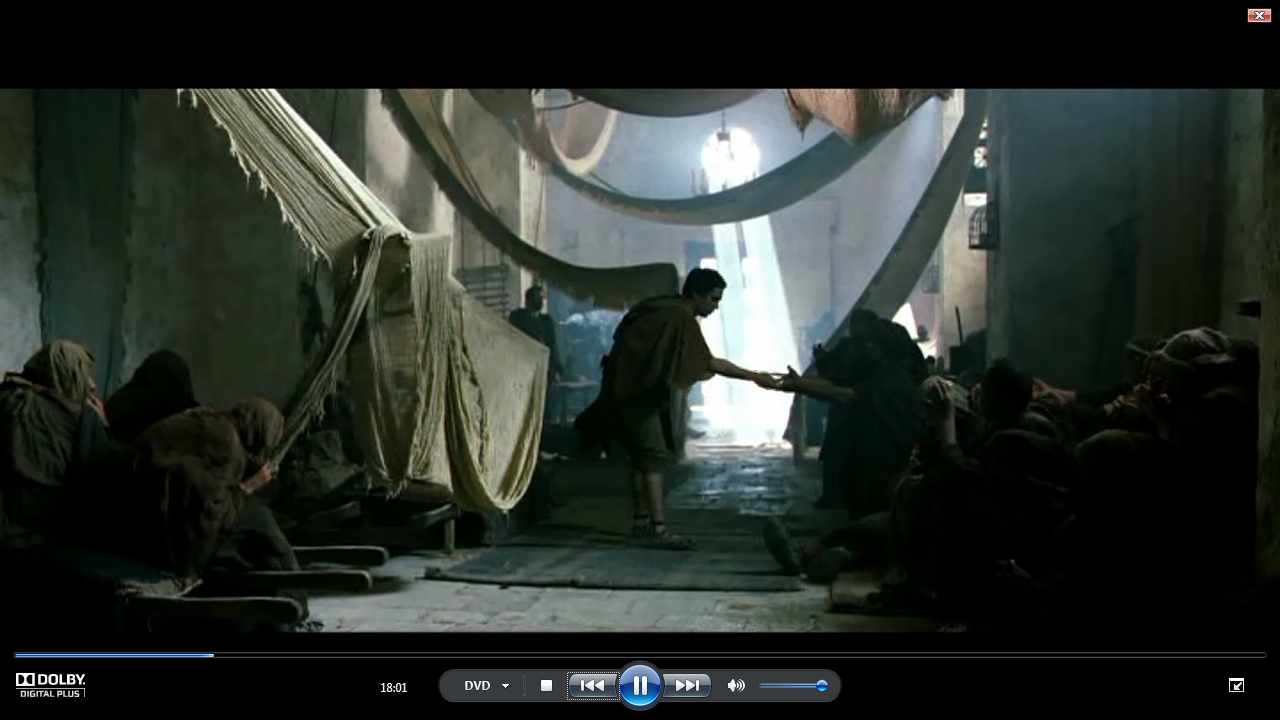 DOLBY.
DIGITAL PLUS
18:01
DVD